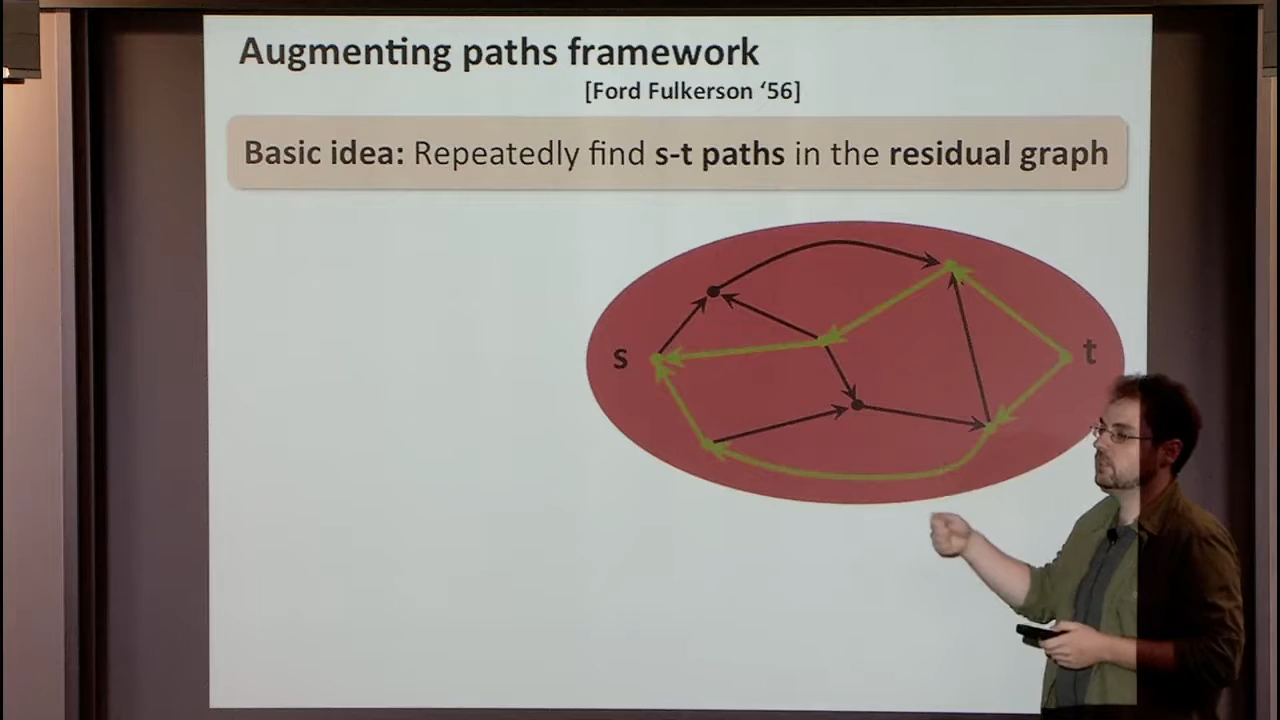 Augmenting paths framework
[Ford Fulkerson ‘56]
Basic idea: Repeatedly find s-t paths in the residual graph
s
t